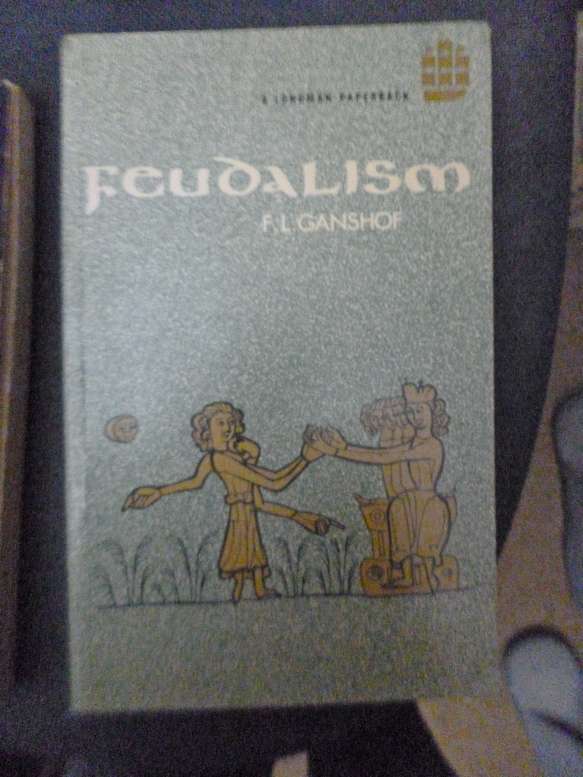 A LONGMAN PAPERBACK
FEUDALISM
F. L. GANSHOF